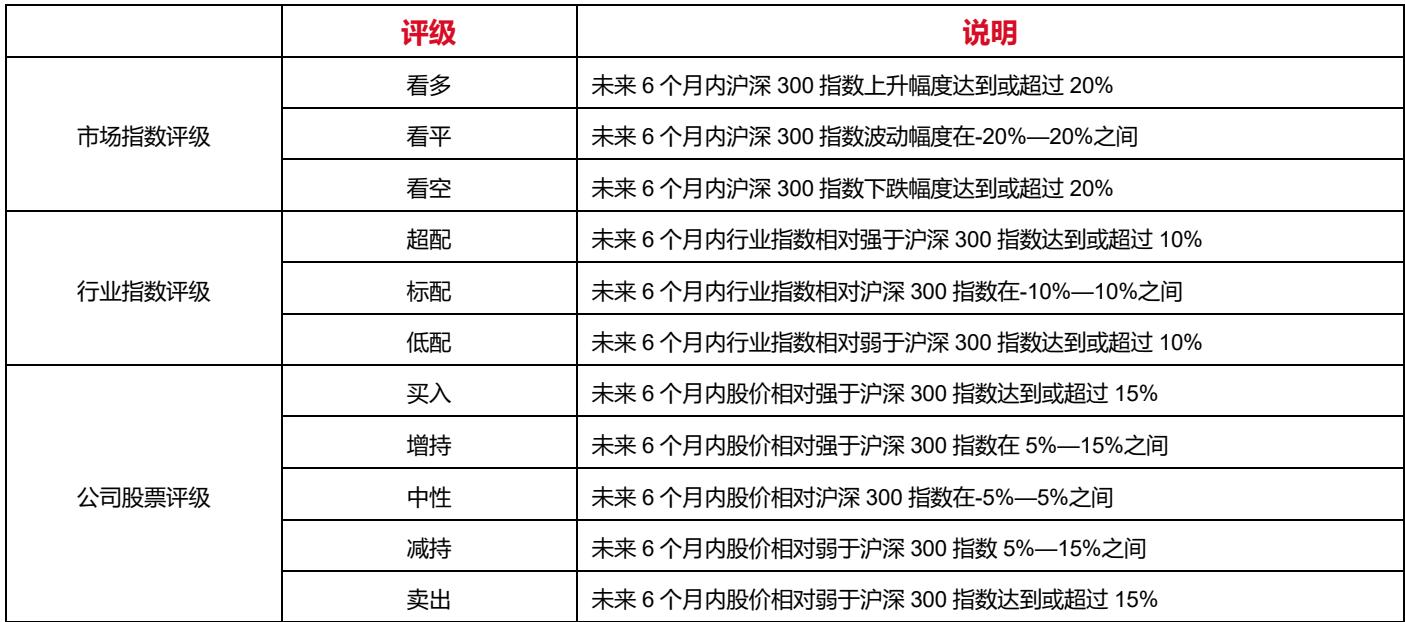 评级 说明
市场指数评级
看多 未来 6 个月内沪深 300 指数上升幅度达到或超过 20%
看平 未来 6 个月内沪深 300 指数波动幅度在-20%—20%之间
看空 未来 6 个月内沪深 300 指数下跌幅度达到或超过 20%
行业指数评级
超配 未来 6 个月内行业指数相对强于沪深 300 指数达到或超过 10%
标配 未来 6 个月内行业指数相对沪深 300 指数在-10%—10%之间
低配 未来 6 个月内行业指数相对弱于沪深 300 指数达到或超过 10%
公司股票评级
买入 未来 6 个月内股价相对强于沪深 300 指数达到或超过 15%
增持 未来 6 个月内股价相对强于沪深 300 指数在 5%—15%之间
中性 未来 6 个月内股价相对沪深 300 指数在-5%—5%之间
减持 未来 6 个月内股价相对弱于沪深 300 指数 5%—15%之间
卖出 未来 6 个月内股价相对弱于沪深 300 指数达到或超过 15%